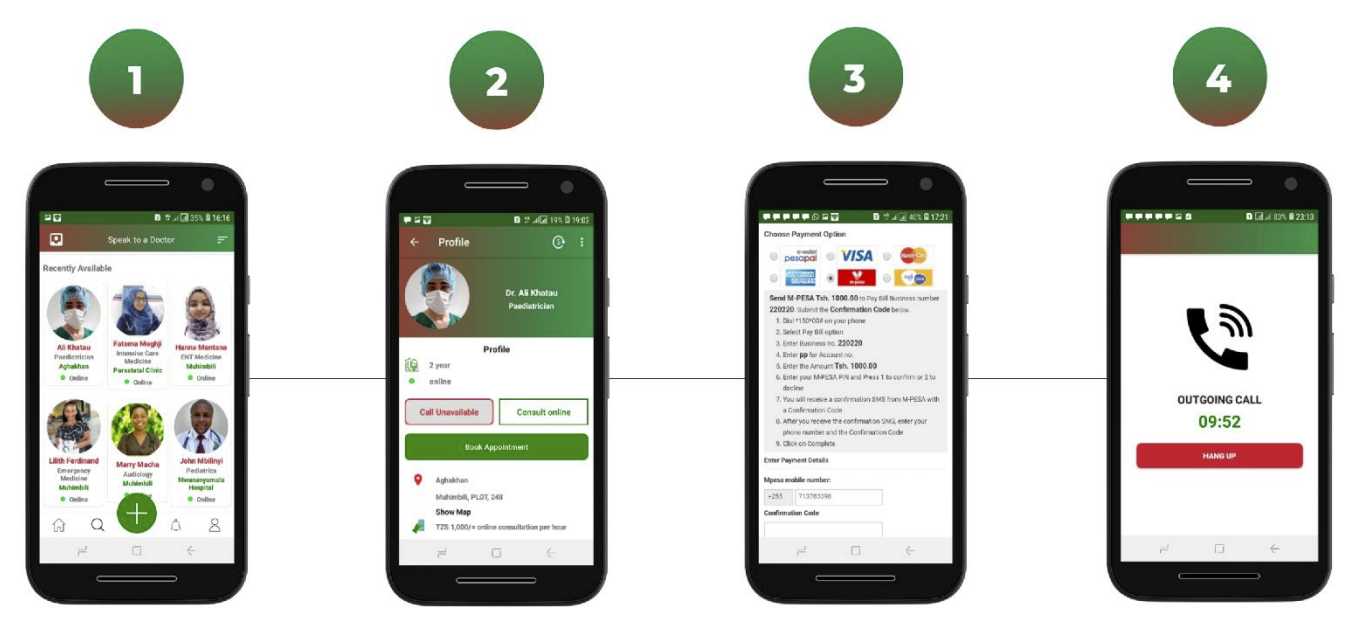 1
2
3
4
35% 16:16
Speak to a Doctor
Recently Available
Ali Khatau
Paediatrician
Aghakhan
Online
Fatema Meghji
Intensive Care
Medicine
Parselatal Clinic
Online
Hanna Montana
ENT Medicine
Muhimbili
Online
Lilith Ferdinand
Emergency
Medicine
Muhimbili
Online
Marry Macha
Audiology
Muhimbili
John Mbilinyi
Pediatrics
Mwananyamala
Hospital
Online
19% 19:02
Profile
Dr. Ali Khatau
Paediatrician
Profile
2 year
online
Call Unavailable
Consult online
Book Appointment
Aghakhan
Muhimbili, PLOT, 248
Show Map
TZS 1,000/= online consultation per hour
46% 17:21
Choose Payment Option
e-wallet
pesapal
VISA
MasterCard
AMERICAN
EXPRESS
m-pesa
tigo
Send M-PESA Tsh. 1000.00 to Pay Bill Business number
220220. Submit the Confirmation Code below.
1. Dial *150*00# on your phone
2. Select Pay Bill option
3. Enter Business no. 220220
4. Enter pp for Account no.
5. Enter the Amount Tsh. 1000.00
6. Enter your M-PESA PIN and Press 1 to confirm or 2 to
decline
7. You will receive a confirmation SMS from M-PESA with
a Confirmation Code
8. After you receive the confirmation SMS, enter your
phone number and the Confirmation Code
9. Click on Complete
Enter Payment Details
Mpesa mobile number:
+255 713783398
Confirmation Code
83% 23:13
OUTGOING CALL
09:52
HANG UP